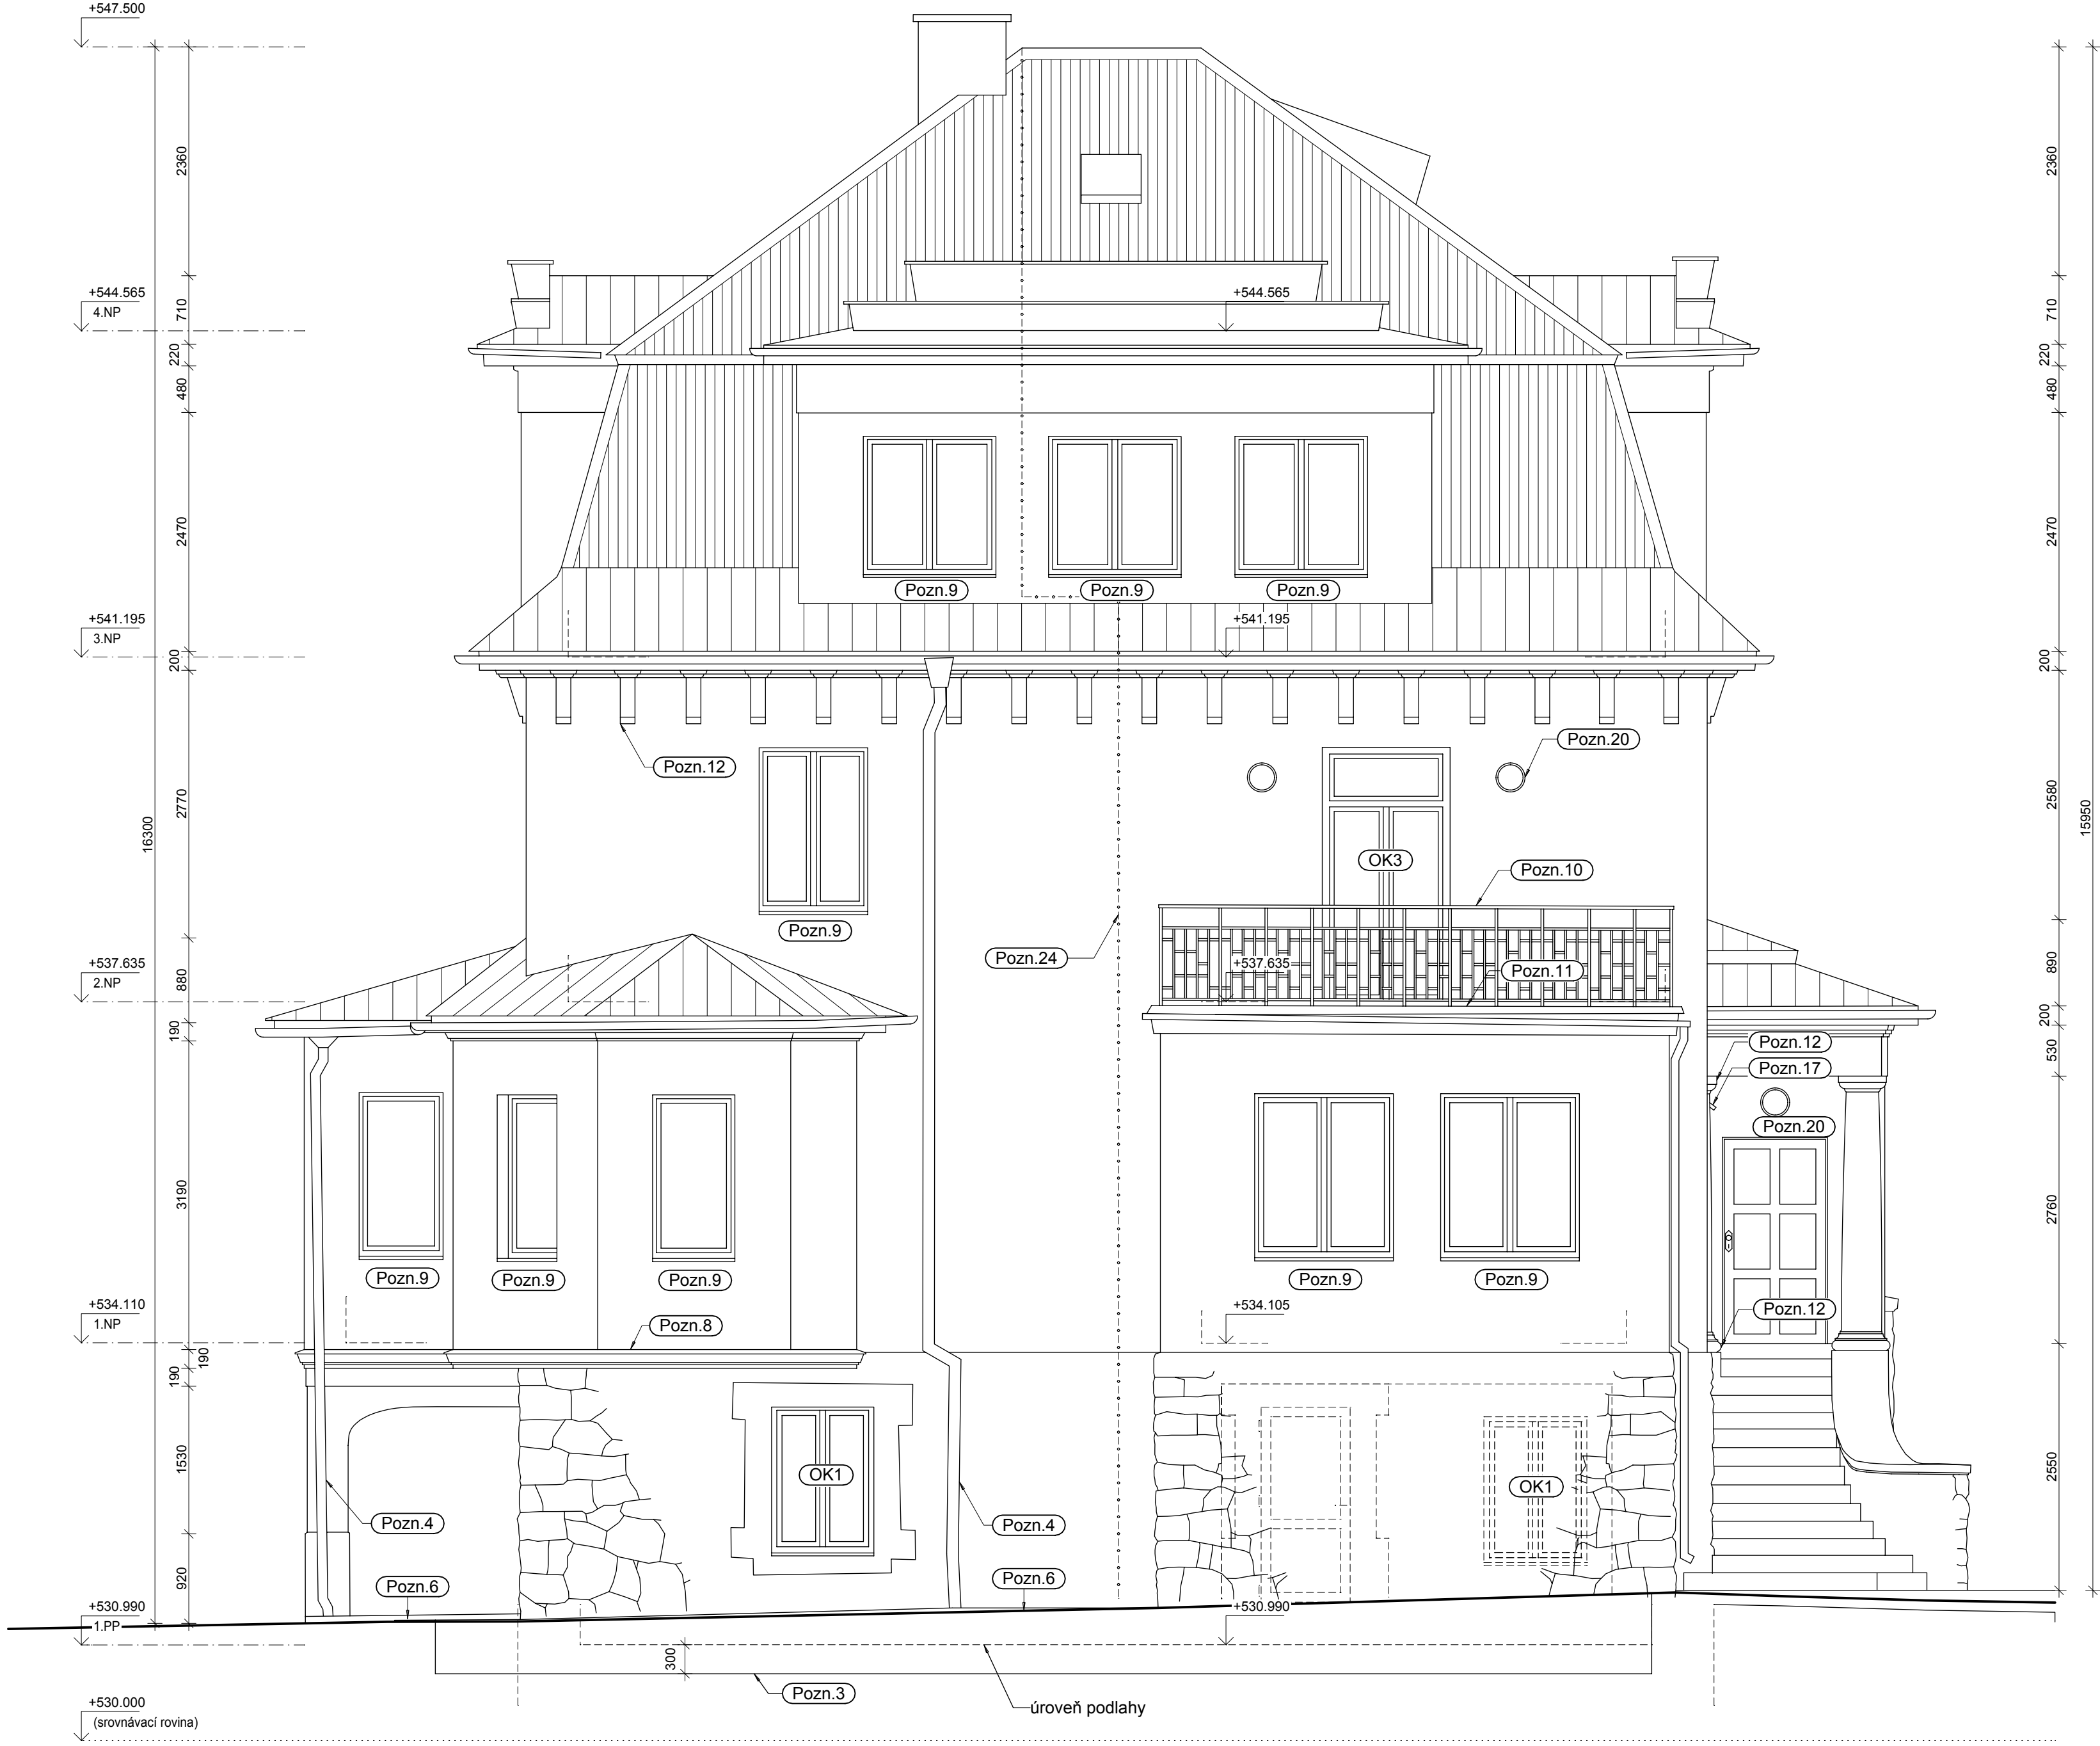 +547.500
2360
2360
+544.565
4.NP
710
+544.565
710
220
220
480
480
2470
2470
Pozn.9
Pozn.9
Pozn.9
+541.195
3.NP
+541.195
200
200
Pozn.12
Pozn.20
2770
2580
16300
15950
OK3
Pozn.10
Pozn.9
Pozn.24
+537.635
2.NP
+537.635
Pozn.11
880
890
190
200
530
Pozn.12
Pozn.17
Pozn.20
3190
2760
Pozn.9
Pozn.9
Pozn.9
Pozn.9
Pozn.9
+534.110
1.NP
+534.105
Pozn.12
Pozn.8
190
190
1530
2550
OK1
OK1
Pozn.4
Pozn.4
920
Pozn.6
Pozn.6
+530.990
1.PP
+530.990
300
Pozn.3
úroveň podlahy
+530.000
(srovnávací rovina)